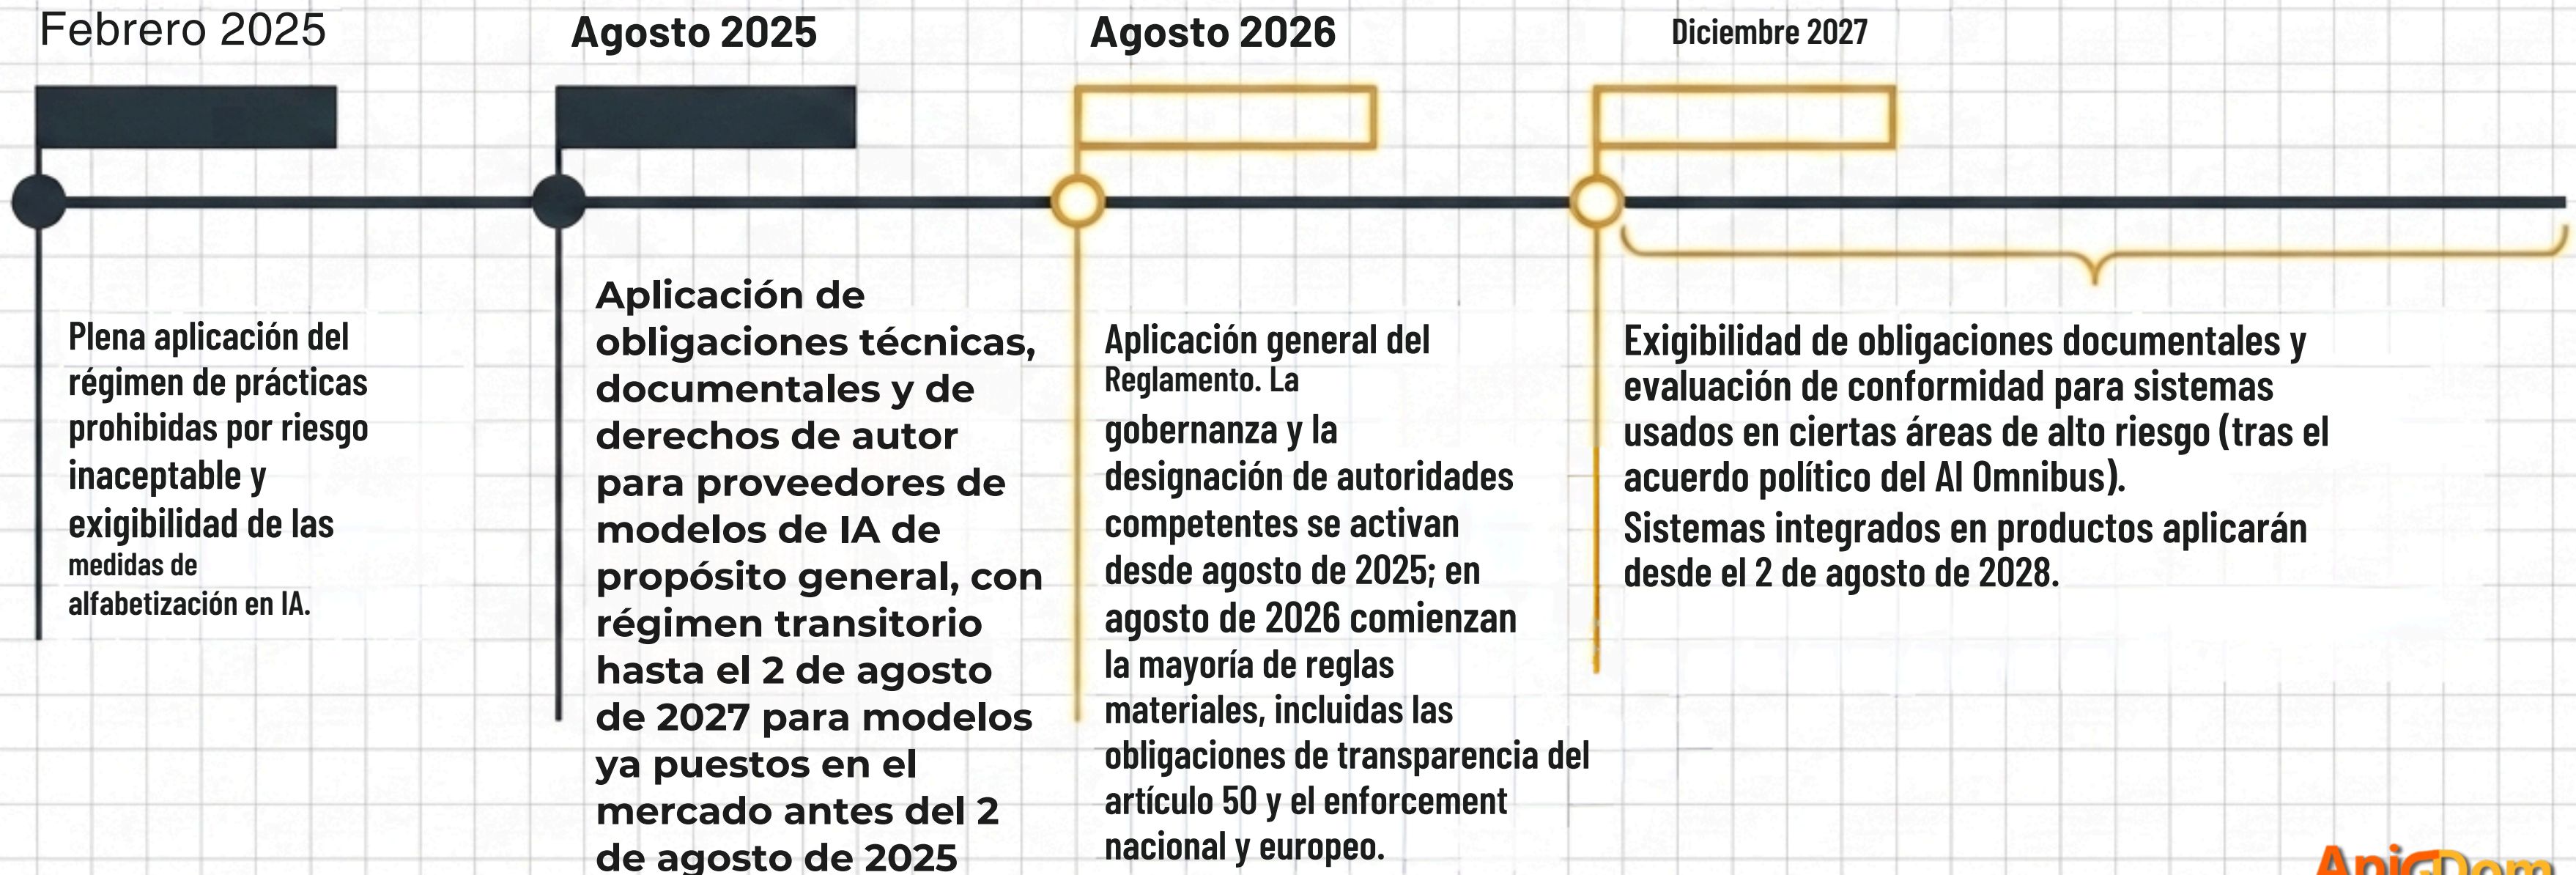 Febrero 2025
Agosto 2025
Agosto 2026
Diciembre 2027
Plena aplicación del
régimen de prácticas
prohibidas por riesgo
inaceptable y
exigibilidad de las
medidas de
alfabetización en IA.
Aplicación de
obligaciones técnicas,
documentales y de
derechos de autor
para proveedores de
modelos de IA de
propósito general, con
régimen transitorio
hasta el 2 de agosto
de 2027 para modelos
ya puestos en el
mercado antes del 2
de agosto de 2025
Aplicación general del
Reglamento. La
gobernanza y la
designación de autoridades
competentes se activan
desde agosto de 2025; en
agosto de 2026 comienzan
la mayoría de reglas
materiales, incluidas las
obligaciones de transparencia del
artículo 50 y el enforcement
nacional y europeo.
Exigibilidad de obligaciones documentales y
evaluación de conformidad para sistemas
usados en ciertas áreas de alto riesgo (tras el
acuerdo político del AI Omnibus).
Sistemas integrados en productos aplicarán
desde el 2 de agosto de 2028.